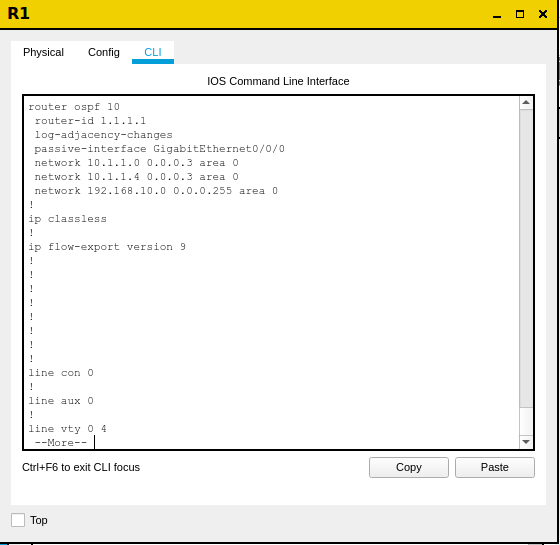 R1
Physical Config CLI
IOS Command Line Interface
router ospf 10
router-id 1.1.1.1
log-adjacency-changes
passive-interface GigabitEthernet0/0/0
network 10.1.1.0 0.0.0.3 area 0
network 10.1.1.4 0.0.0.3 area 0
network 192.168.10.0 0.0.0.255 area 0
!
ip classless
!
ip flow-export version 9
!
!
!
!
!
!
!
!
line con 0
!
line aux 0
!
line vty 0 4
--More--
Ctrl+F6 to exit CLI focus
Copy Paste
Top